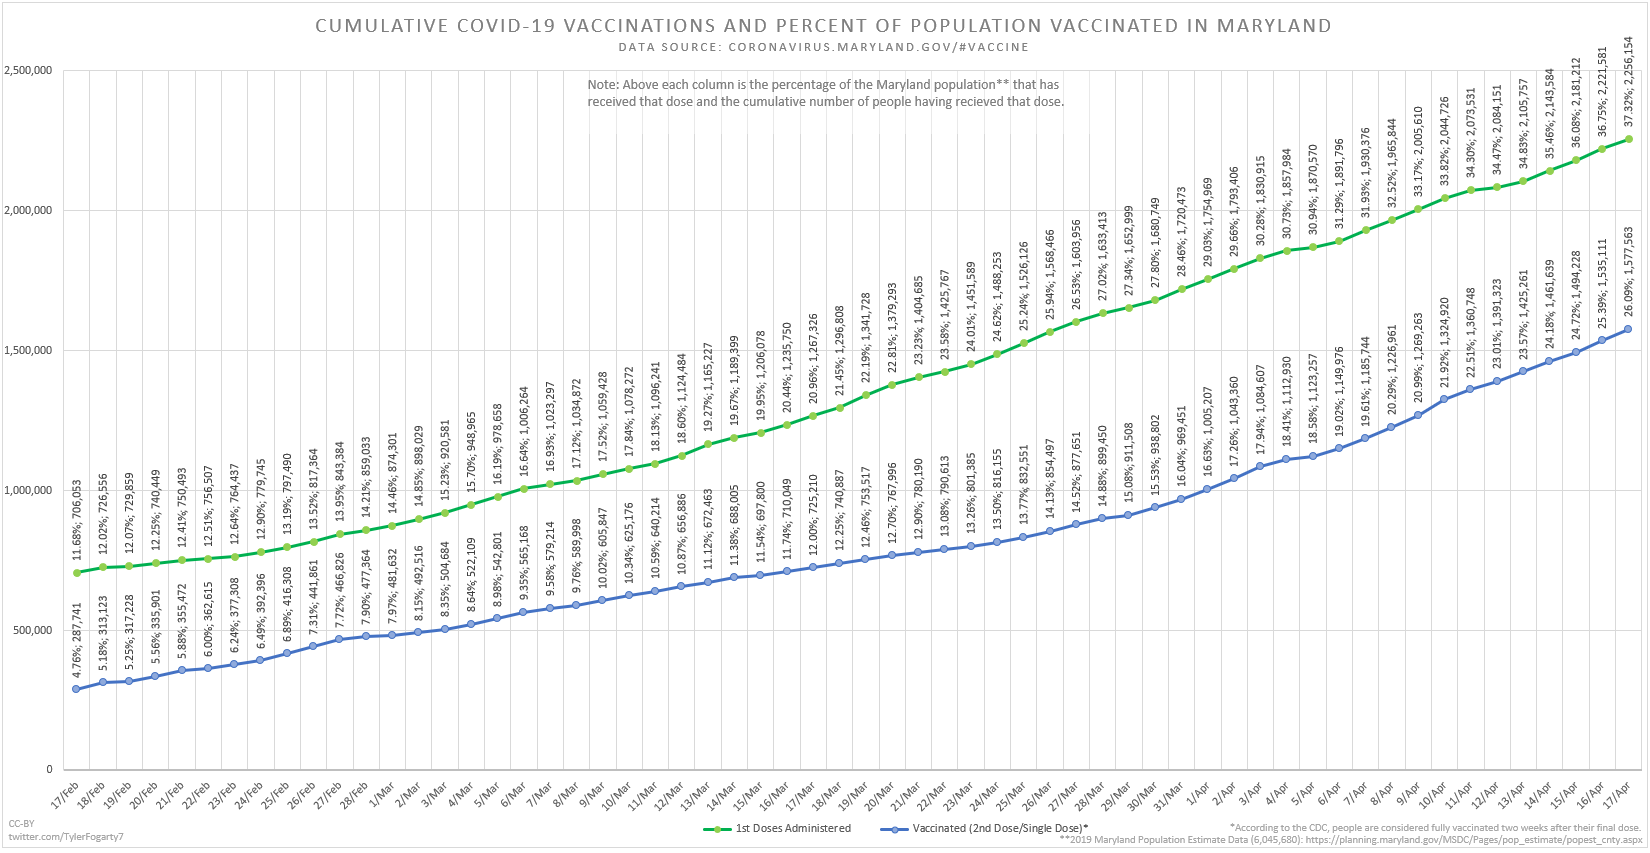 CUMULATIVE COVID-19 VACCINATIONS AND PERCENT OF POPULATION VACCINATED IN MARYLAND
DATA SOURCE: CORONAVIRUS.MARYLAND.GOV/#VACCINE
Note: Above each column is the percentage of the Maryland population** that has
received that dose and the cumulative number of people having recieved that dose.
2,500,000
2,000,000
1,500,000
1,000,000
500,000
0
11.68%; 706,053
12.02%; 726,556
12.07%; 729,859
12.25%; 740,449
12.41%; 750,493
12.51%; 756,507
12.64%; 764,437
12.90%; 779,745
13.19%; 797,490
13.52%; 817,364
13.95%; 843,384
14.21%; 859,033
14.46%; 874,301
14.85%; 898,029
15.23%; 920,581
15.70%; 948,965
16.19%; 978,658
16.64%; 1,006,264
16.93%; 1,023,297
17.12%; 1,034,872
17.52%; 1,059,428
17.84%; 1,078,272
18.13%; 1,096,241
18.60%; 1,124,484
19.27%; 1,165,227
19.67%; 1,189,399
19.95%; 1,206,078
20.44%; 1,235,750
20.96%; 1,267,326
21.45%; 1,296,808
22.19%; 1,341,728
22.81%; 1,379,293
23.23%; 1,404,685
23.58%; 1,425,767
24.01%; 1,451,589
24.62%; 1,488,253
25.24%; 1,526,126
25.94%; 1,568,466
26.53%; 1,603,956
27.02%; 1,633,413
27.34%; 1,652,999
27.80%; 1,680,749
28.46%; 1,720,473
29.03%; 1,754,969
29.66%; 1,793,406
30.28%; 1,830,915
30.73%; 1,857,984
30.94%; 1,870,570
31.29%; 1,891,796
31.93%; 1,930,376
32.52%; 1,965,844
33.17%; 2,005,610
33.82%; 2,044,726
34.30%; 2,073,531
34.47%; 2,084,151
34.83%; 2,105,757
35.46%; 2,143,584
36.08%; 2,181,212
36.75%; 2,221,581
37.32%; 2,256,154
4.76%; 287,741
5.18%; 313,123
5.25%; 317,228
5.56%; 335,901
5.88%; 355,472
6.00%; 362,615
6.24%; 377,308
6.49%; 392,396
6.89%; 416,308
7.31%; 441,861
7.72%; 466,826
7.90%; 477,364
7.97%; 481,632
8.15%; 492,516
8.35%; 504,684
8.64%; 522,109
8.98%; 542,801
9.35%; 565,168
9.58%; 579,214
9.76%; 589,998
10.02%; 605,847
10.34%; 625,176
10.59%; 640,214
10.87%; 656,886
11.12%; 672,463
11.38%; 688,005
11.54%; 697,800
11.74%; 710,049
12.00%; 725,210
12.25%; 740,887
12.46%; 753,517
12.70%; 767,996
12.90%; 780,190
13.08%; 790,613
13.26%; 801,385
13.50%; 816,155
13.77%; 832,551
14.13%; 854,497
14.52%; 877,651
14.88%; 899,450
15.08%; 911,508
15.53%; 938,802
16.04%; 969,451
16.63%; 1,005,207
17.26%; 1,043,360
17.94%; 1,084,607
18.41%; 1,112,930
18.58%; 1,123,257
19.02%; 1,149,976
19.61%; 1,185,744
20.29%; 1,226,961
20.99%; 1,269,263
21.92%; 1,324,920
22.51%; 1,360,748
23.01%; 1,391,323
23.57%; 1,425,261
24.18%; 1,461,639
24.72%; 1,494,228
25.39%; 1,535,111
26.09%; 1,577,563
17/Feb
18/Feb
19/Feb
20/Feb
21/Feb
22/Feb
23/Feb
24/Feb
25/Feb
26/Feb
27/Feb
28/Feb
1/Mar
2/Mar
3/Mar
4/Mar
5/Mar
6/Mar
7/Mar
8/Mar
9/Mar
10/Mar
11/Mar
12/Mar
13/Mar
14/Mar
15/Mar
16/Mar
17/Mar
18/Mar
19/Mar
20/Mar
21/Mar
22/Mar
23/Mar
24/Mar
25/Mar
26/Mar
27/Mar
28/Mar
29/Mar
30/Mar
31/Mar
1/Apr
2/Apr
3/Apr
4/Apr
5/Apr
6/Apr
7/Apr
8/Apr
9/Apr
10/Apr
11/Apr
12/Apr
13/Apr
14/Apr
15/Apr
16/Apr
17/Apr
CC-BY
twitter.com/TylerFogarty7
1st Doses Administered
Vaccinated (2nd Dose/Single Dose)*
*According to the CDC, people are considered fully vaccinated two weeks after their final dose.
**2019 Maryland Population Estimate Data (6,045,680): https://planning.maryland.gov/MSDC/Pages/pop_estimate/popest_cnty.aspx